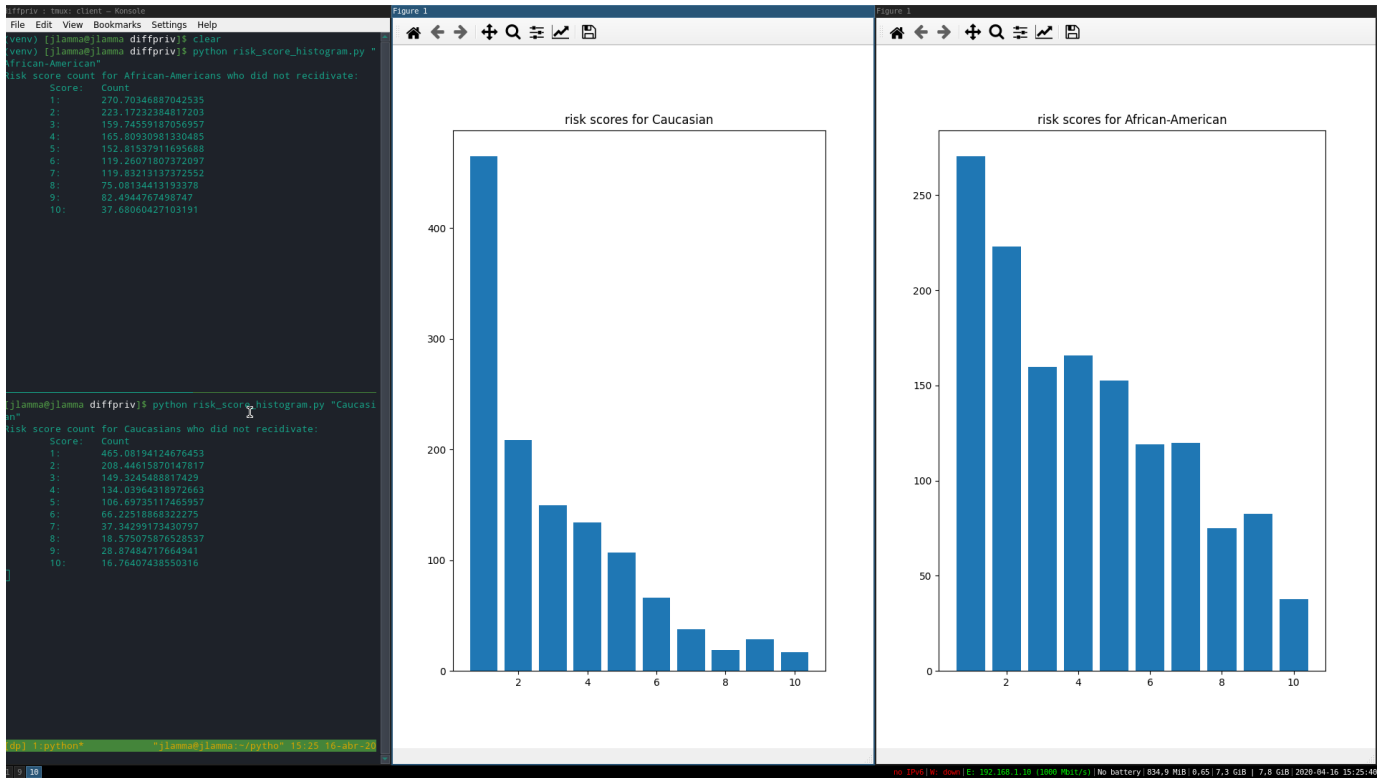 diffpriv : tmux: client — Konsole
File Edit View Bookmarks Settings Help
(venv) [jlamma@jlamma diffpriv]$ clear
(venv) [jlamma@jlamma diffpriv]$ python risk_score_histogram.py "
African-American"
Risk score count for African-Americans who did not recidivate:
Score: Count
1: 270.70346887042535
2: 223.17232384817203
3: 159.74559187056957
4: 165.80930981330485
5: 152.81537911695688
6: 119.26071807372097
7: 119.83213137372552
8: 75.08134413193378
9: 82.4944767498747
10: 37.68060427103191
[jlamma@jlamma diffpriv]$ python risk_score_histogram.py "Caucasi
an"
Risk score count for Caucasians who did not recidivate:
Score: Count
1: 465.08194124676453
2: 208.44615870147817
3: 149.3245488817429
4: 134.03964318972663
5: 106.69735117465957
6: 66.22518868322275
7: 37.34299173430797
8: 18.575075876528537
9: 28.87484717664941
10: 16.76407438550316
[dp] 1:python* "jlamma@jlamma:~/pytho" 15:25 16-abr-20
Figure 1
risk scores for Caucasian
400
300
200
100
0
2 4 6 8 10
Figure 1
risk scores for African-American
250
200
150
100
50
0
2 4 6 8 10
1 9 10
no IPv6|W: down|E: 192.168.1.10 (1000 Mbit/s)|No battery|834,9 MiB|0,65|7,3 GiB | 7,8 GiB|2020-04-16 15:25:40